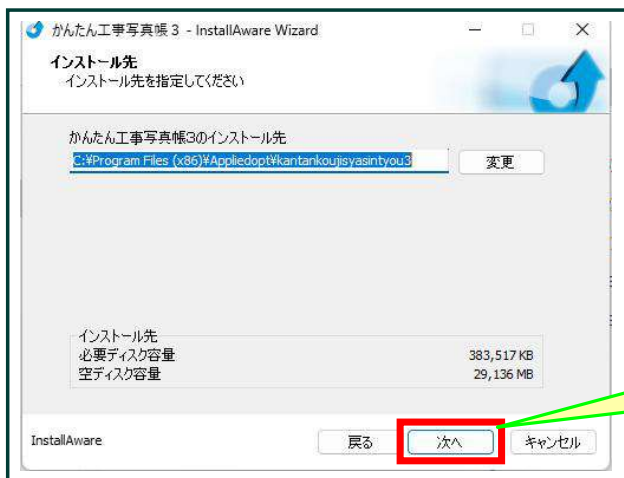 かんたん工事写真帳3 - InstallAware Wizard
インストール先
インストール先を指定してください
かんたん工事写真帳3のインストール先
C:¥Program Files (x86)¥Appliedopt¥kantankoujisyasintyou3
変更
インストール先
必要ディスク容量 383,517 KB
空ディスク容量 29,136 MB
InstallAware 戻る 次へ キャンセル